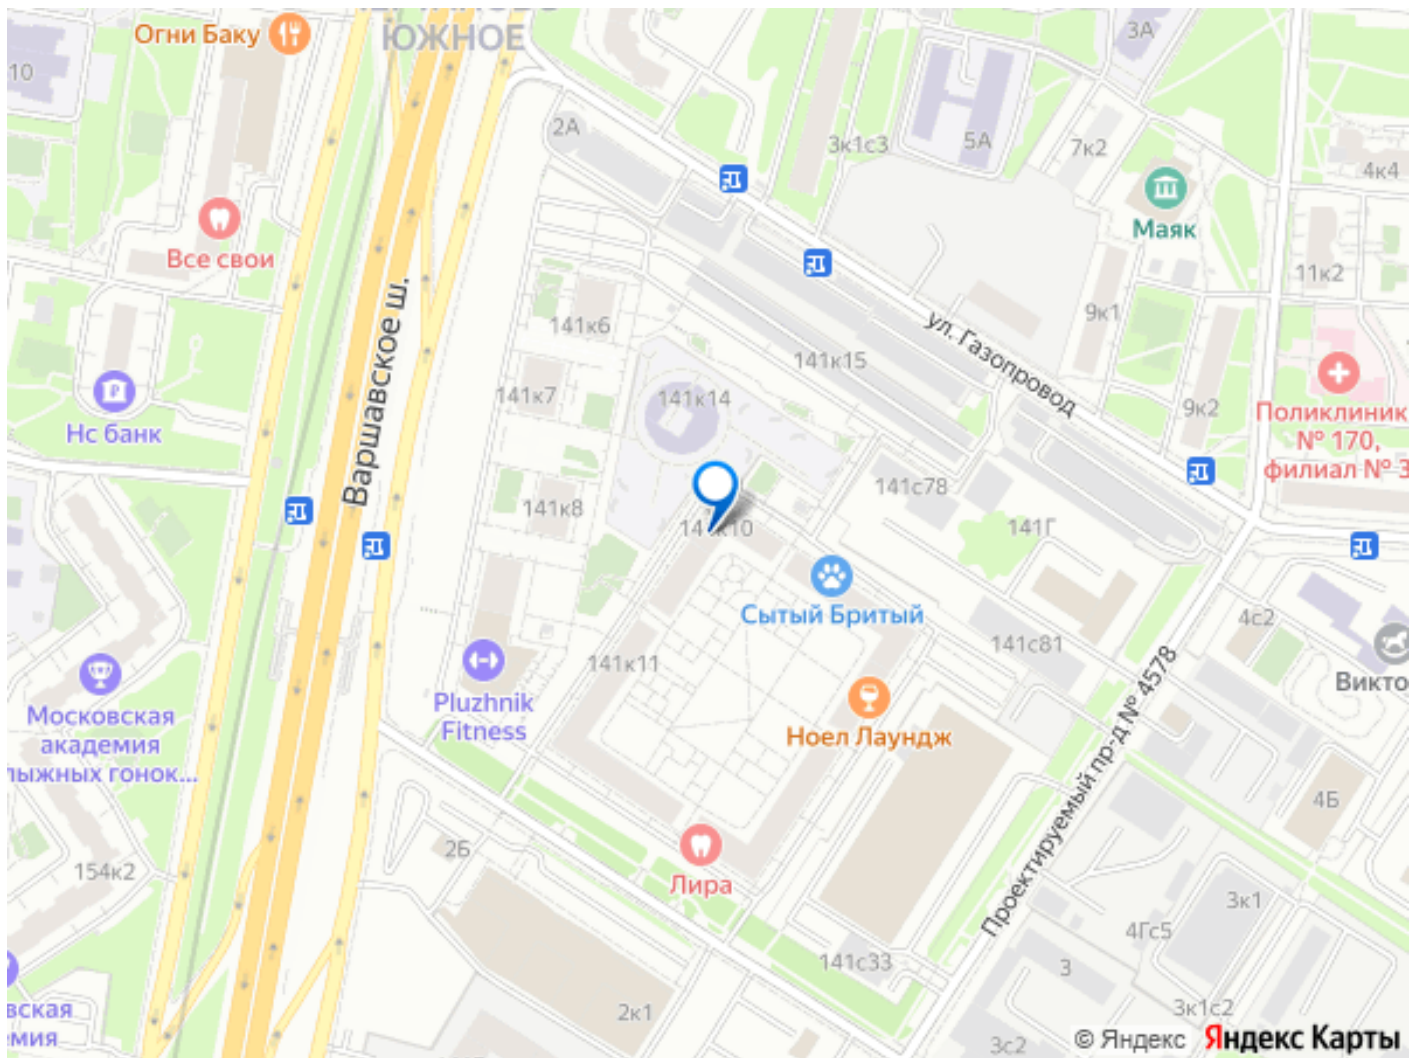 Огни Баку
ЮЖНОЕ
3А
10
2А
3к1с3
5А
7к2
4к4
Все свои
Маяк
11к2
Варшавское ш.
141к6
ул. Газопровод
9к1
141к15
141к7
141к14
9к2
Поликлиник
№ 170,
филиал № 3
Нс банк
141к8
141с78
141к10
141Г
Сытый Бритый
4с2
141к11
141с81
Викто
Pluzhnik
Fitness
Московская
академия
лыжных гонок...
Ноел Лаундж
Проектируемый пр-д № 4578
4Б
2Б
154к2
Лира
3к1
4Гс5
141с33
3
вская
мия
2к1
3к1с2
3с2
© Яндекс Яндекс Карты